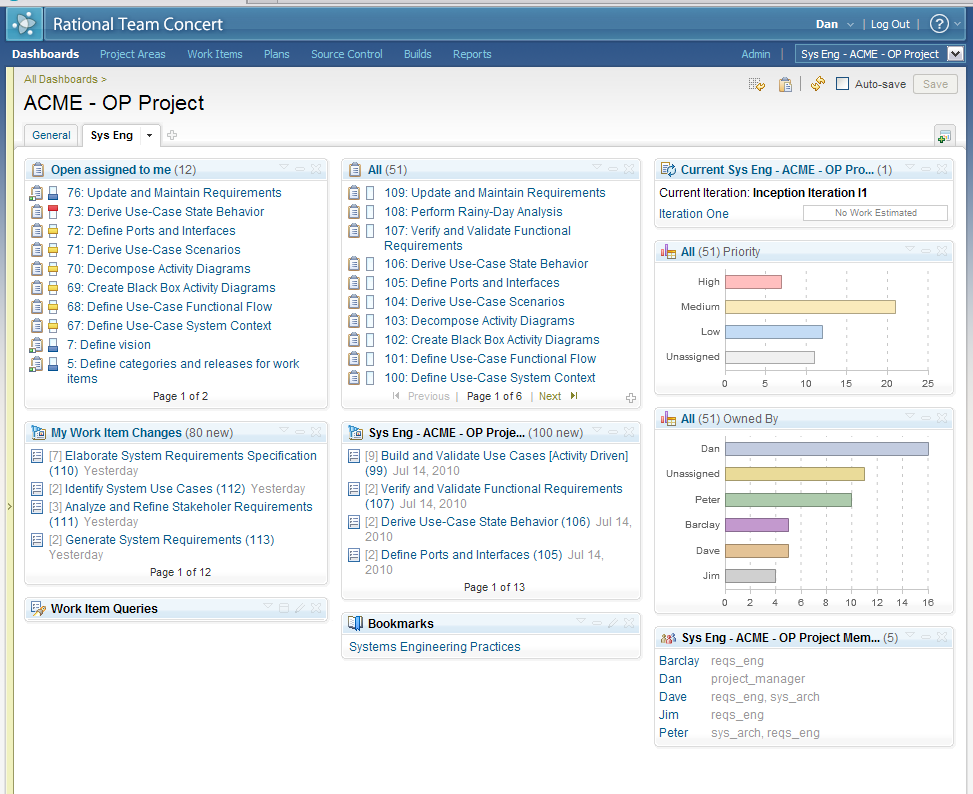 Rational Team Concert
Dan | Log Out | ?
Dashboards Project Areas Work Items Plans Source Control Builds Reports Admin | Sys Eng - ACME - OP Project
All Dashboards >
ACME - OP Project
Auto-save Save
General Sys Eng
Open assigned to me (12)
76: Update and Maintain Requirements
73: Derive Use-Case State Behavior
72: Define Ports and Interfaces
71: Derive Use-Case Scenarios
70: Decompose Activity Diagrams
69: Create Black Box Activity Diagrams
68: Define Use-Case Functional Flow
67: Define Use-Case System Context
7: Define vision
5: Define categories and releases for work
items
Page 1 of 2
My Work Item Changes (80 new)
[7] Elaborate System Requirements Specification
(110) Yesterday
[2] Identify System Use Cases (112) Yesterday
[3] Analyze and Refine Stakeholer Requirements
(111) Yesterday
[2] Generate System Requirements (113)
Yesterday
Page 1 of 12
Work Item Queries
All (51)
109: Update and Maintain Requirements
108: Perform Rainy-Day Analysis
107: Verify and Validate Functional
Requirements
106: Derive Use-Case State Behavior
105: Define Ports and Interfaces
104: Derive Use-Case Scenarios
103: Decompose Activity Diagrams
102: Create Black Box Activity Diagrams
101: Define Use-Case Functional Flow
100: Define Use-Case System Context
Previous | Page 1 of 6 | Next
Sys Eng - ACME - OP Proje... (100 new)
[9] Build and Validate Use Cases [Activity Driven]
(99) Jul 14, 2010
[2] Verify and Validate Functional Requirements
(107) Jul 14, 2010
[2] Derive Use-Case State Behavior (106) Jul 14,
2010
[2] Define Ports and Interfaces (105) Jul 14,
2010
Page 1 of 13
Bookmarks
Systems Engineering Practices
Current Sys Eng - ACME - OP Pro... (1)
Current Iteration: Inception Iteration I1
Iteration One No Work Estimated
All (51) Priority
High
Medium
Low
Unassigned
0 5 10 15 20 25
All (51) Owned By
Dan
Unassigned
Peter
Barclay
Dave
Jim
0 2 4 6 8 10 12 14 16
Sys Eng - ACME - OP Project Mem... (5)
Barclay reqs_eng
Dan project_manager
Dave reqs_eng, sys_arch
Jim reqs_eng
Peter sys_arch, reqs_eng